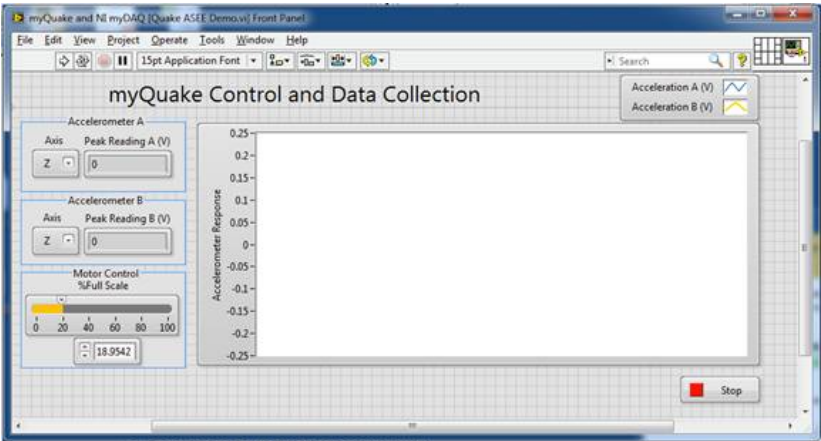 myQuake and NI myDAQ [Quake ASEE Demo.vi] Front Panel
File Edit View Project Operate Tools Window Help
15pt Application Font
Search
myQuake Control and Data Collection
Acceleration A (V)
Acceleration B (V)
Accelerometer A
Axis Peak Reading A (V)
Z 0
Accelerometer B
Axis Peak Reading B (V)
Z 0
Motor Control
%Full Scale
0 20 40 60 80 100
18.9542
Accelerometer Response
0.25
0.2
0.15
0.1
0.05
0
-0.05
-0.1
-0.15
-0.2
-0.25
Stop